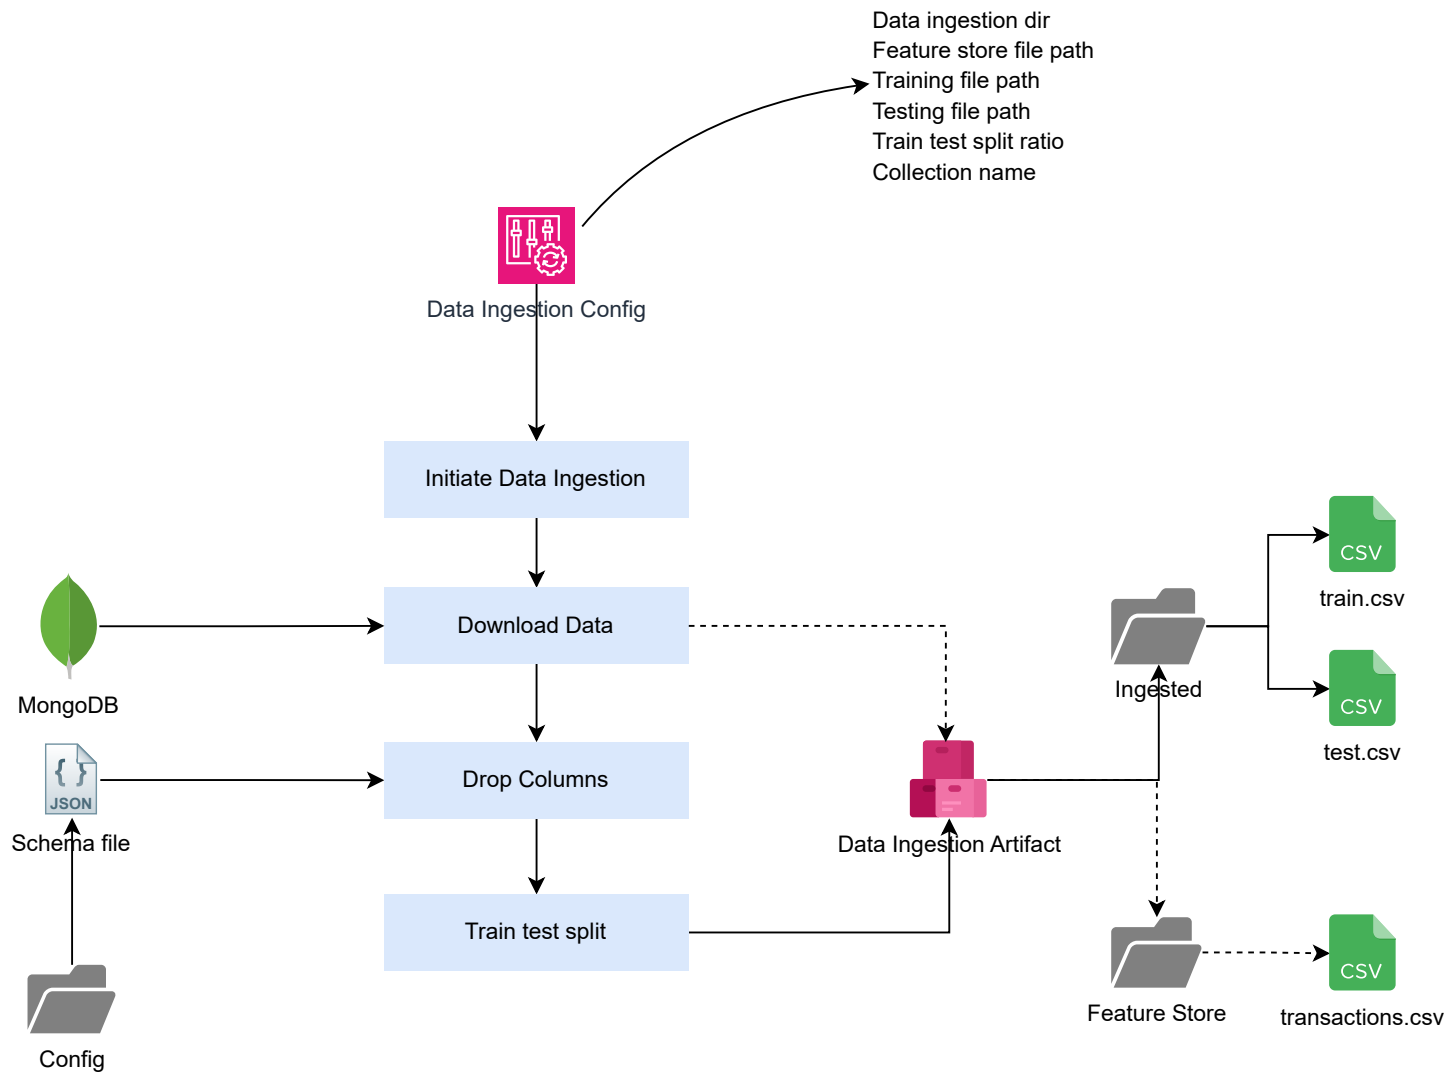 Data ingestion dir
Feature store file path
Training file path
Testing file path
Train test split ratio
Collection name
Data Ingestion Config
Initiate Data Ingestion
Download Data
MongoDB
Drop Columns
JSON
Schema file
Train test split
Config
Data Ingestion Artifact
Ingested
CSV
train.csv
CSV
test.csv
Feature Store
CSV
transactions.csv